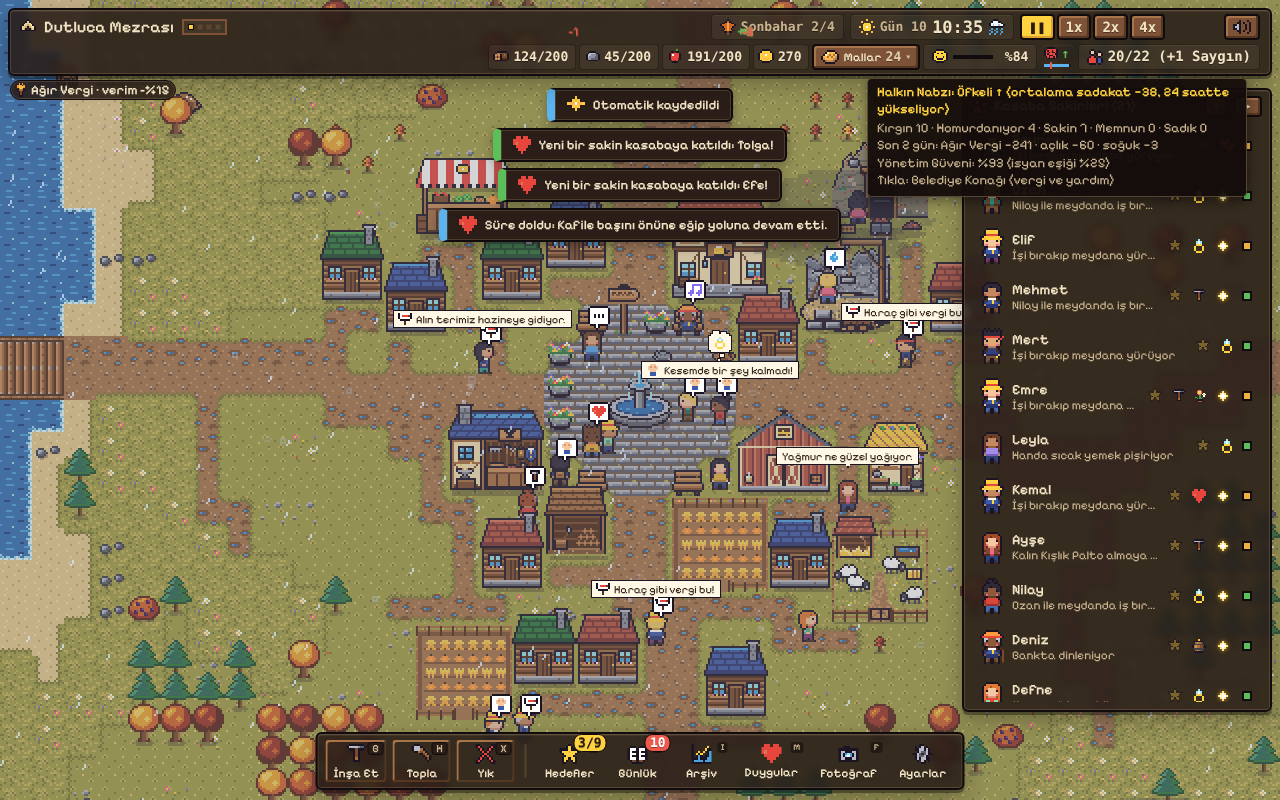 Dutluca Mezrası
Sonbahar 2/4
Gün 10 10:35
1x
2x
4x
-1
124/200
45/200
191/200
270
Mallar 24
%84
20/22 (+1 Saygın)
Ağır Vergi · verim -%18
Halkın Nabzı: Öfkeli ↑ (ortalama sadakat -38, 24 saatte
yükseliyor)
Kırgın 10 · Homurdanıyor 4 · Sakin 7 · Memnun 0 · Sadık 0
Son 2 gün: Ağır Vergi -241 · açlık -60 · soğuk -3
Yönetim Güveni: %93 (isyan eşiği %28)
Tıkla: Belediye Konağı (vergi ve yardım)
Otomatik kaydedildi
Yeni bir sakin kasabaya katıldı: Tolga!
Yeni bir sakin kasabaya katıldı: Efe!
Süre doldu: Kafile başını önüne eğip yoluna devam etti.
Nilay ile meydanda iş bır...
Elif
İşi bırakıp meydana yür...
Mehmet
Nilay ile meydanda iş bır...
Mert
İşi bırakıp meydana yürüyor
Emre
İşi bırakıp meydana ...
Leyla
Handa sıcak yemek pişiriyor
Kemal
İşi bırakıp meydana yür...
Ayşe
Kalın Kışlık Palto almaya ...
Nilay
Ozan ile meydanda iş bır...
Deniz
Bankta dinleniyor
Defne
Alın terimiz hazineye gidiyor.
Haraç gibi vergi bu
Kesemde bir şey kalmadı!
Yağmur ne güzel yağıyor.
Haraç gibi vergi bu!
İnşa Et
G
Topla
H
Yık
X
Hedefler
3/9
Günlük
10
Arşiv
I
Duygular
M
Fotoğraf
F
Ayarlar